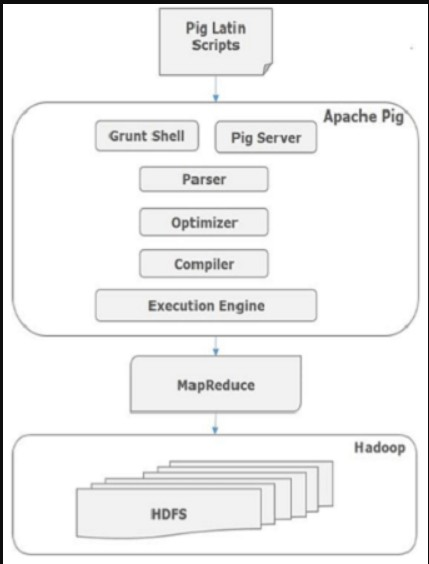 Pig Latin
Scripts
Apache Pig
Grunt Shell
Pig Server
Parser
Optimizer
Compiler
Execution Engine
MapReduce
Hadoop
HDFS